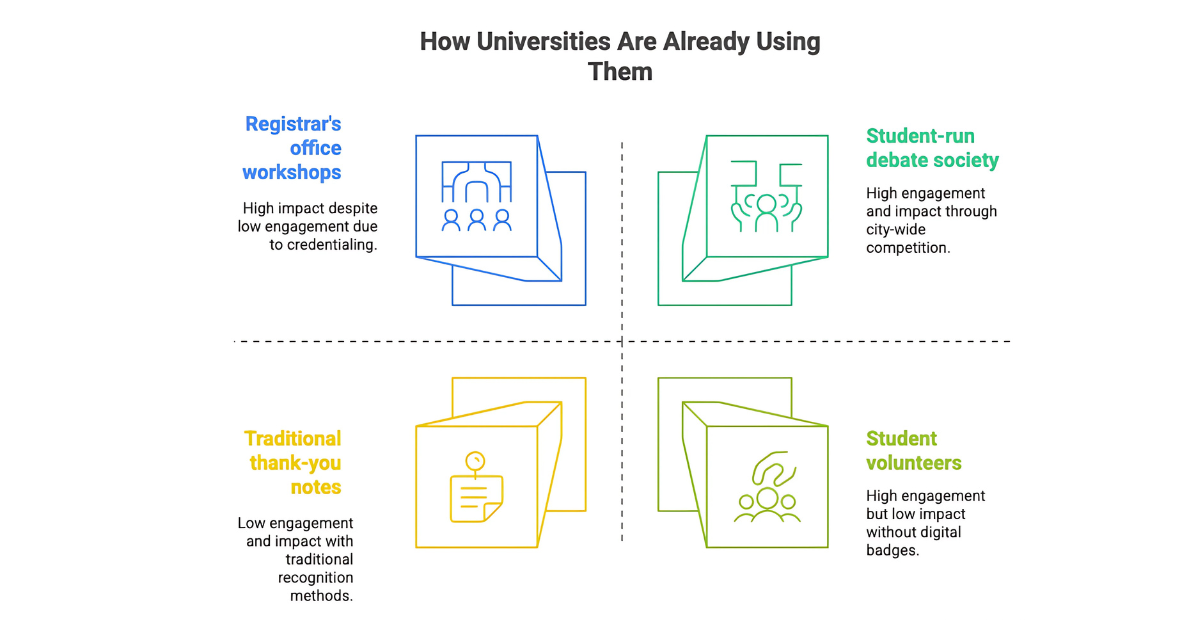 How Universities Are Already Using
Them
Registrar's
office
workshops
High impact despite
low engagement due
to credentialing.
Student-run
debate society
High engagement
and impact through
city-wide
competition.
Traditional
thank-you
notes
Low engagement
and impact with
traditional
recognition
methods.
Student
volunteers
High engagement
but low impact
without digital
badges.